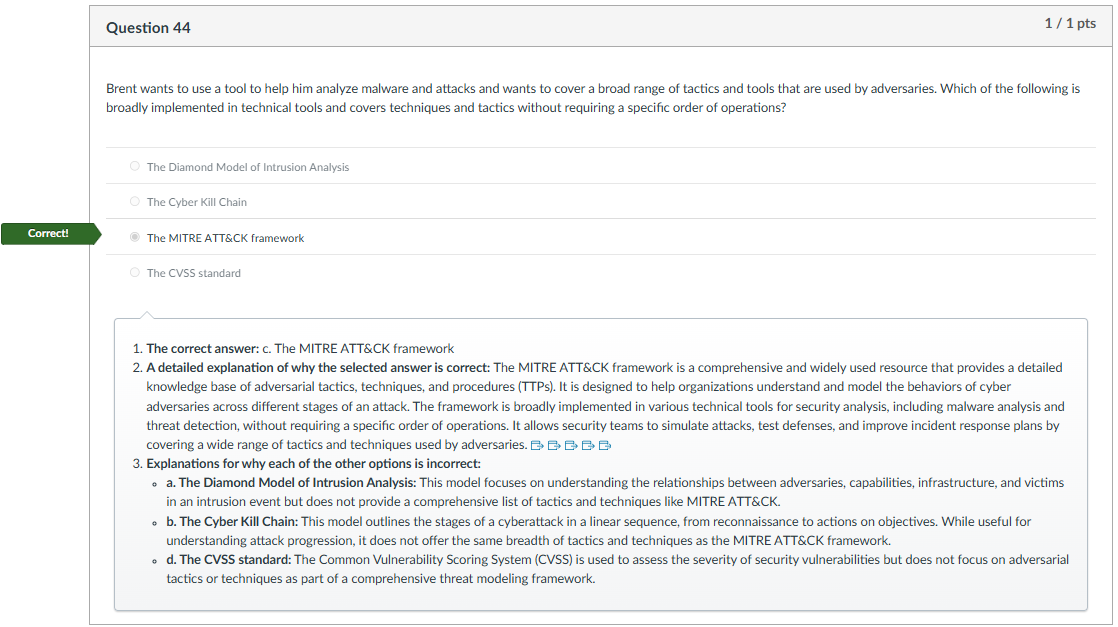 Question 44
1 / 1 pts
Brent wants to use a tool to help him analyze malware and attacks and wants to cover a broad range of tactics and tools that are used by adversaries. Which of the following is
broadly implemented in technical tools and covers techniques and tactics without requiring a specific order of operations?
The Diamond Model of Intrusion Analysis
The Cyber Kill Chain
Correct!
The MITRE ATT&CK framework
The CVSS standard
1. The correct answer: c. The MITRE ATT&CK framework
2. A detailed explanation of why the selected answer is correct: The MITRE ATT&CK framework is a comprehensive and widely used resource that provides a detailed
knowledge base of adversarial tactics, techniques, and procedures (TTPs). It is designed to help organizations understand and model the behaviors of cyber
adversaries across different stages of an attack. The framework is broadly implemented in various technical tools for security analysis, including malware analysis and
threat detection, without requiring a specific order of operations. It allows security teams to simulate attacks, test defenses, and improve incident response plans by
covering a wide range of tactics and techniques used by adversaries.
3. Explanations for why each of the other options is incorrect:
a. The Diamond Model of Intrusion Analysis: This model focuses on understanding the relationships between adversaries, capabilities, infrastructure, and victims
in an intrusion event but does not provide a comprehensive list of tactics and techniques like MITRE ATT&CK.
b. The Cyber Kill Chain: This model outlines the stages of a cyberattack in a linear sequence, from reconnaissance to actions on objectives. While useful for
understanding attack progression, it does not offer the same breadth of tactics and techniques as the MITRE ATT&CK framework.
d. The CVSS standard: The Common Vulnerability Scoring System (CVSS) is used to assess the severity of security vulnerabilities but does not focus on adversarial
tactics or techniques as part of a comprehensive threat modeling framework.